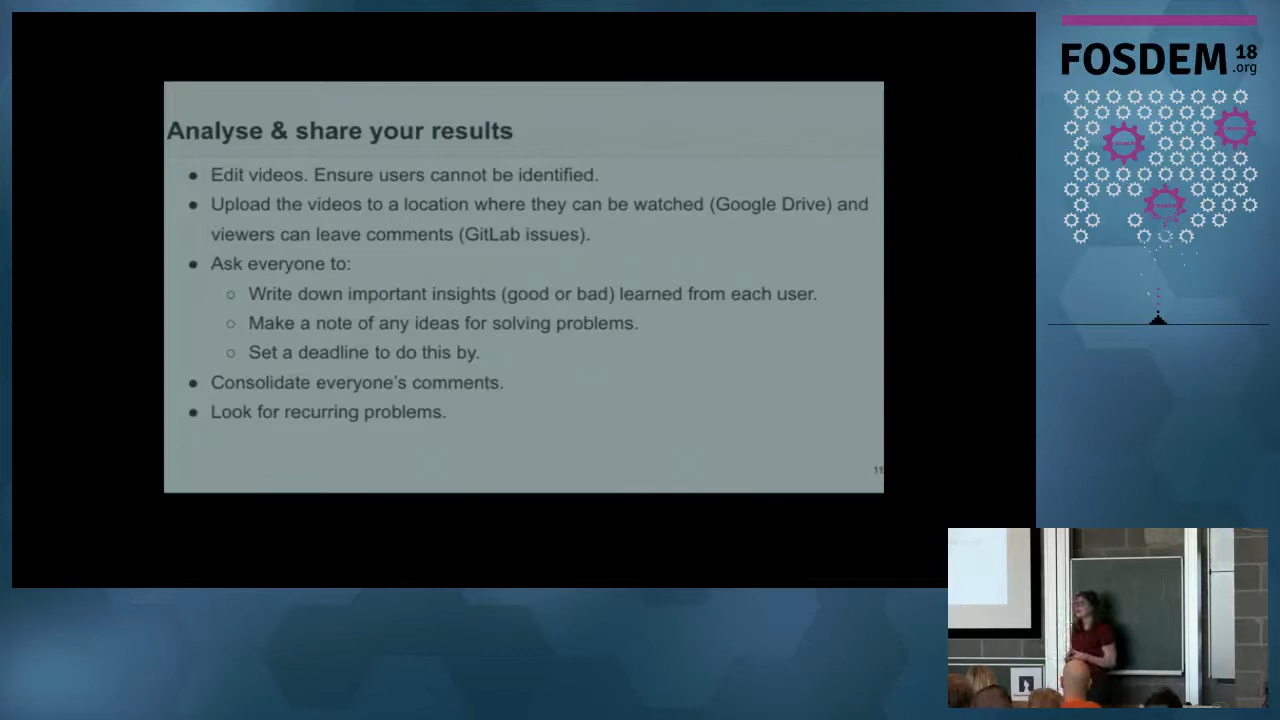 FOSDEM 18
.org
Analyse & share your results
● Edit videos. Ensure users cannot be identified.
● Upload the videos to a location where they can be watched (Google Drive) and
viewers can leave comments (GitLab issues).
● Ask everyone to:
○ Write down important insights (good or bad) learned from each user.
○ Make a note of any ideas for solving problems.
○ Set a deadline to do this by.
● Consolidate everyone's comments.
● Look for recurring problems.
11